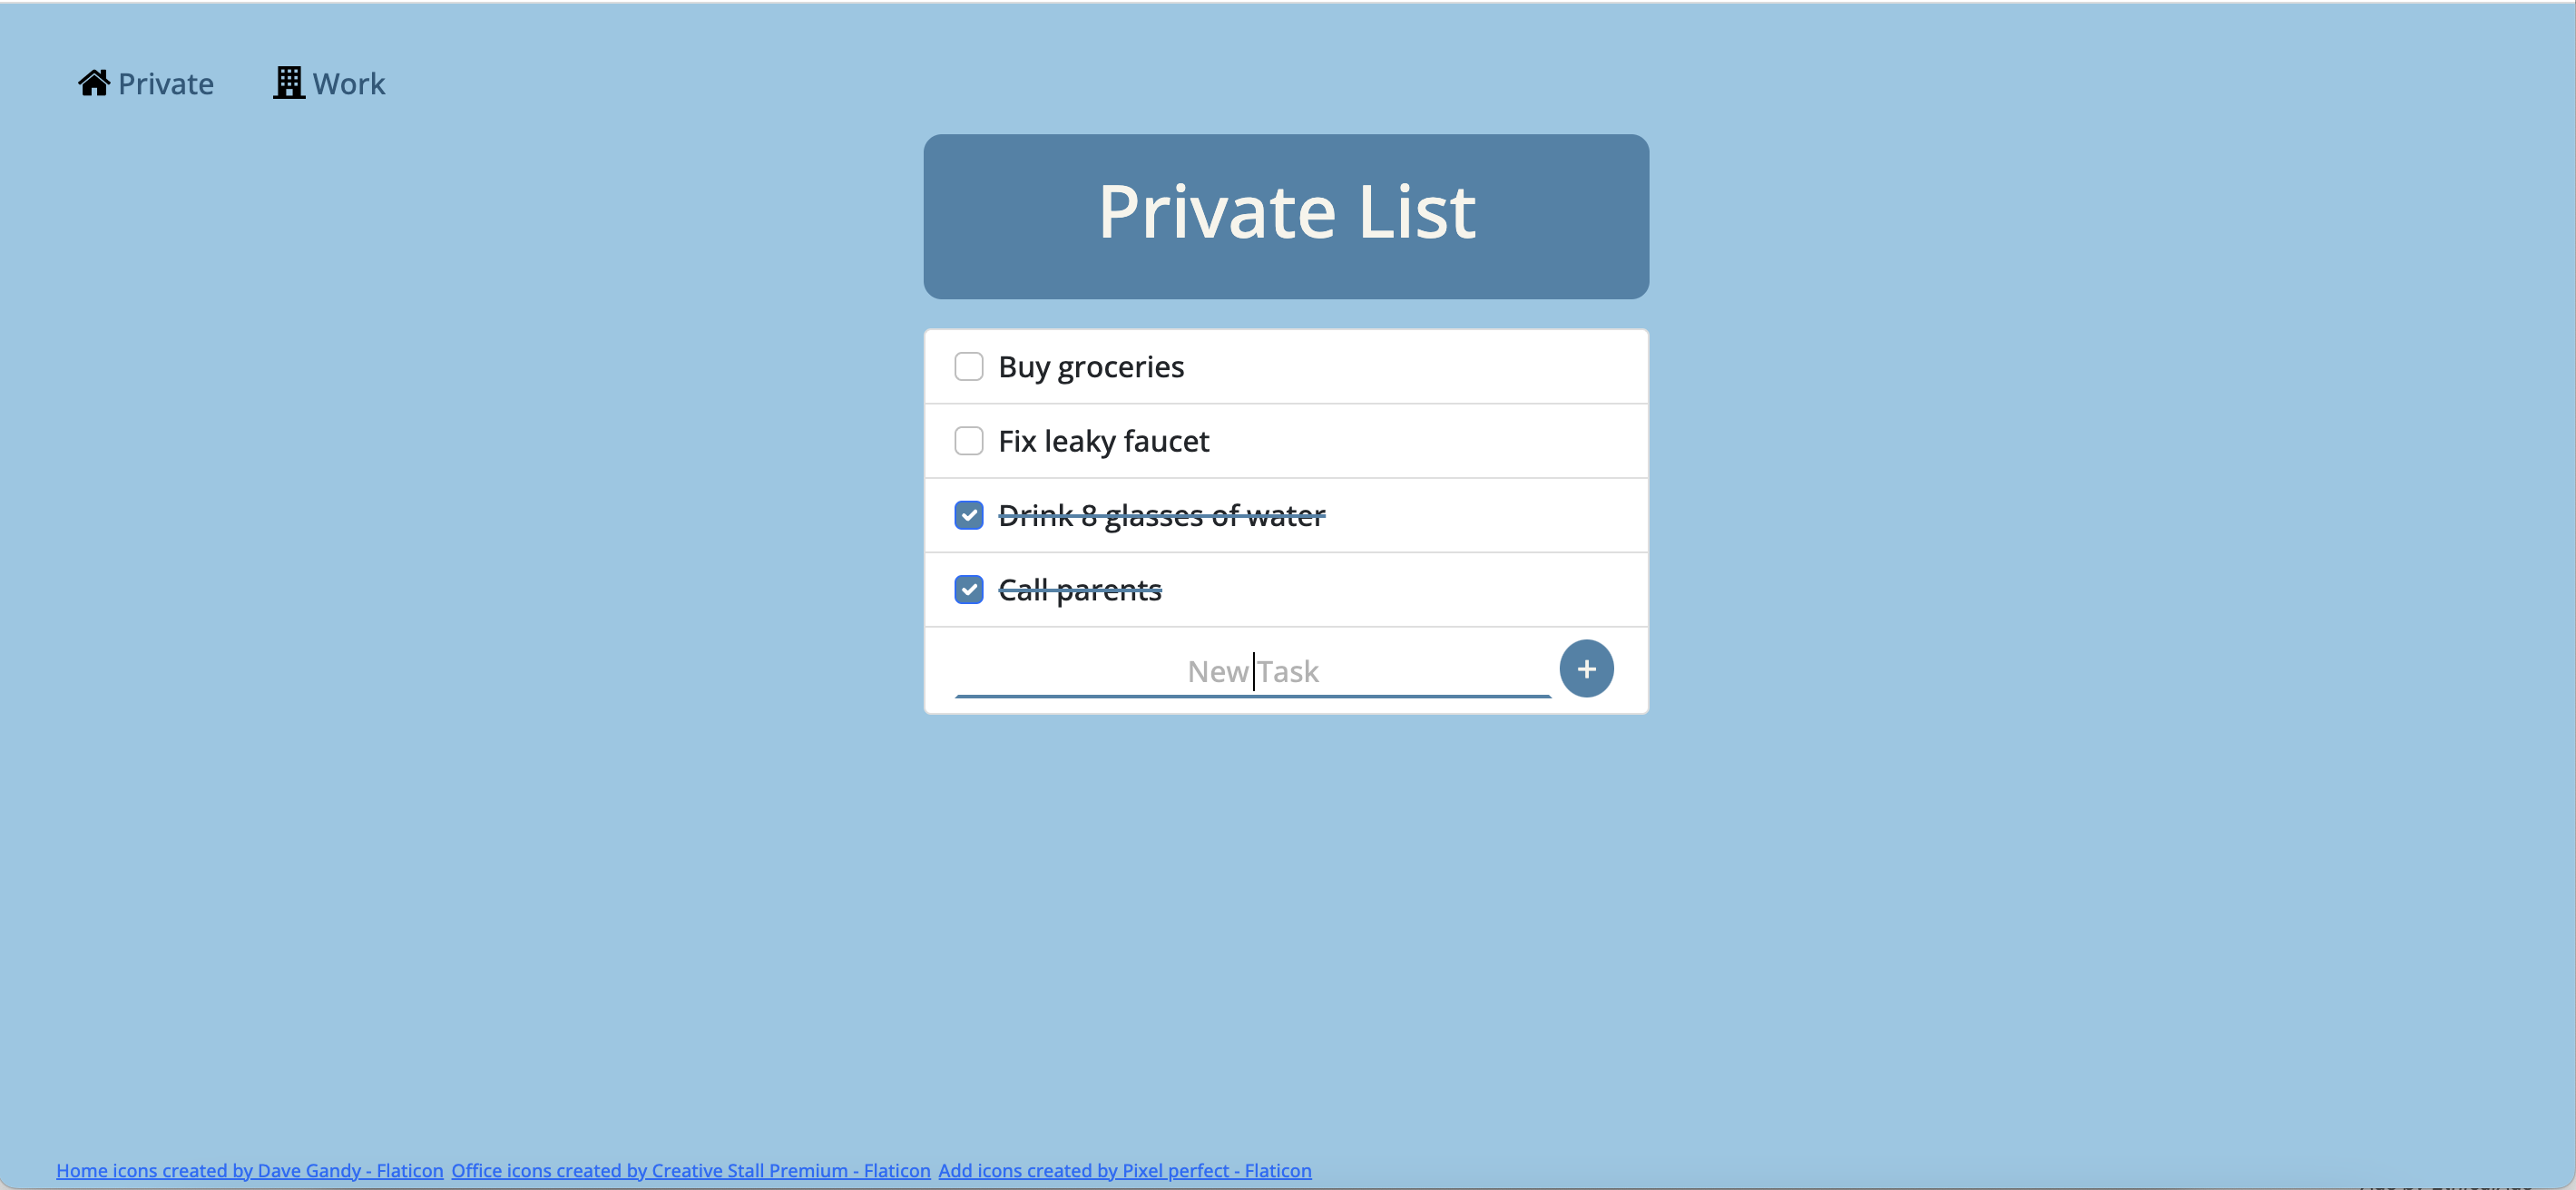 Private Work
Private List
Buy groceries
Fix leaky faucet
Drink 8 glasses of water
Call parents
New Task
Home icons created by Dave Gandy - Flaticon Office icons created by Creative Stall Premium - Flaticon Add icons created by Pixel perfect - Flaticon